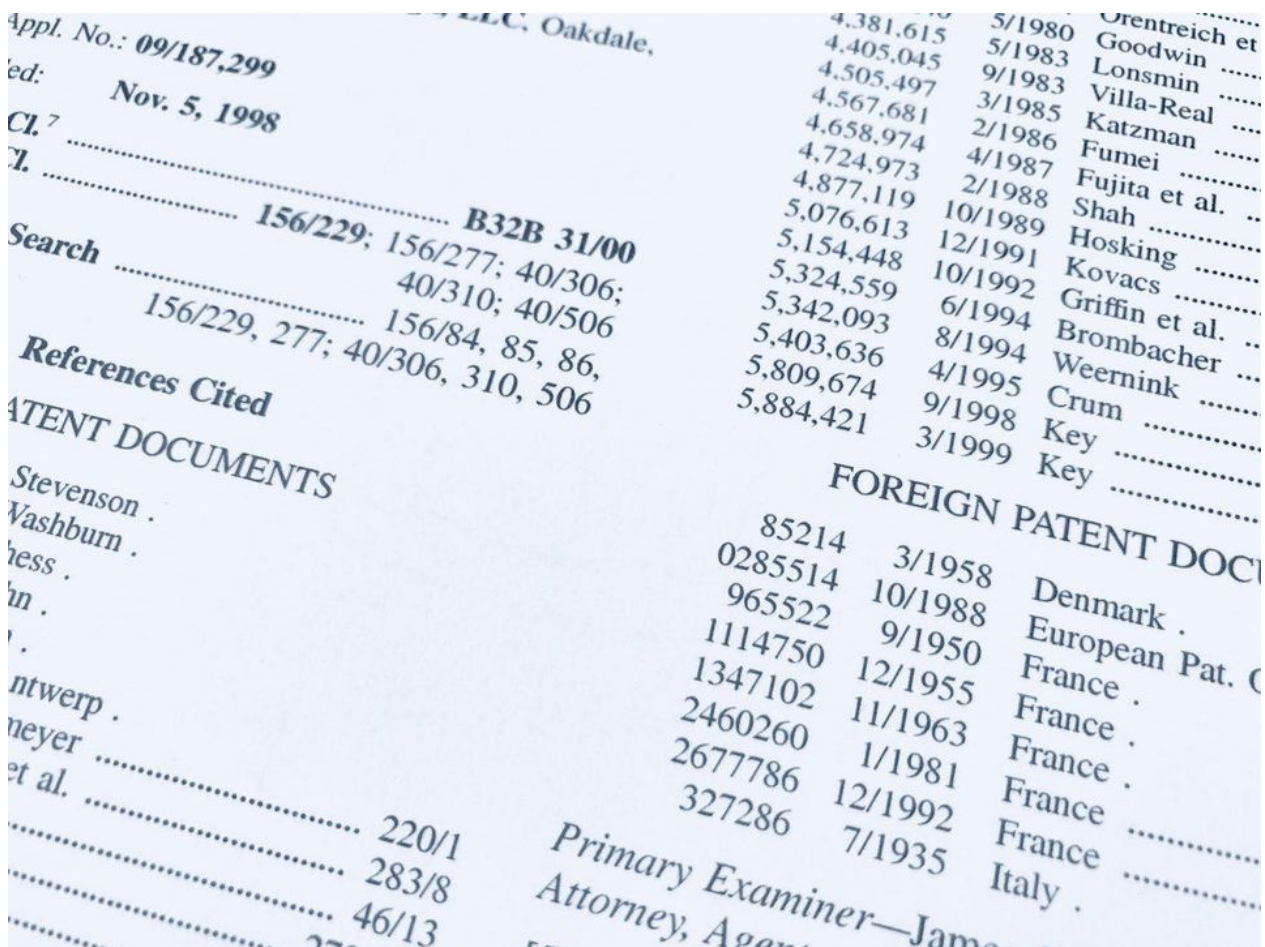 LLC, Oakdale,
Appl. No.: 09/187,299
Nov. 5, 1998
Cl.7 .......... B32B 31/00
.......... 156/229; 156/277; 40/306;
40/310; 40/506
Search .......... 156/84, 85, 86,
156/229, 277; 40/306, 310, 506
References Cited
PATENT DOCUMENTS
Stevenson .
Washburn .
ntwerp .
meyer .......... 220/1
et al. .......... 283/8
.......... 46/13
Orentreich et
5/1980 Goodwin ......
4,381,615 5/1983 Lonsmin ......
4,405,045 9/1983 Villa-Real ....
4,505,497 3/1985 Katzman ......
4,567,681 2/1986 Fumei ..........
4,658,974 4/1987 Fujita et al. ..
4,724,973 2/1988 Shah ............
4,877,119 10/1989 Hosking .......
5,076,613 12/1991 Kovacs ........
5,154,448 10/1992 Griffin et al. ..
5,324,559 6/1994 Brombacher ...
5,342,093 8/1994 Weernink ......
5,403,636 4/1995 Crum ............
5,809,674 9/1998 Key ..............
5,884,421 3/1999 Key ..............
FOREIGN PATENT DOCU
85214 3/1958 Denmark .
0285514 10/1988 European Pat.
965522 9/1950 France .
1114750 12/1955 France .
1347102 11/1963 France .
2460260 1/1981 France ..........
2677786 12/1992 France ..........
327286 7/1935 Italy .
Primary Examiner—Jame
Attorney, Agent